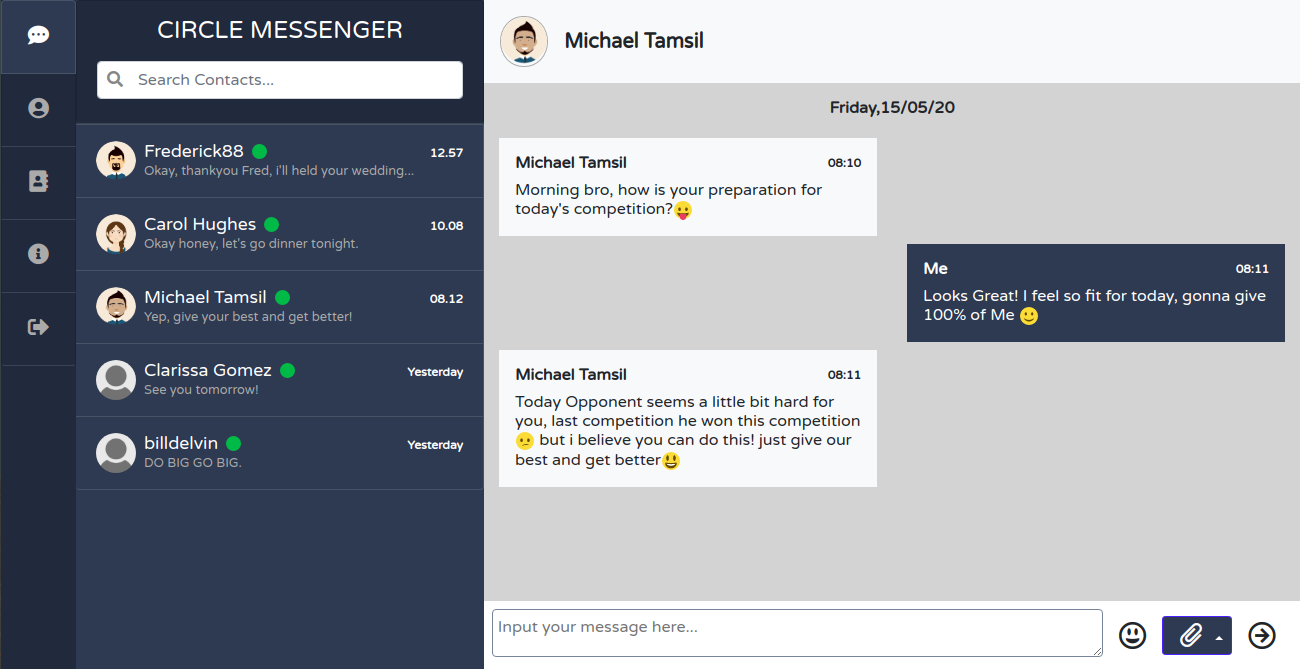 CIRCLE MESSENGER
Search Contacts...
Frederick88
12.57
Okay, thankyou Fred, i'll held your wedding...
Carol Hughes
10.08
Okay honey, let's go dinner tonight.
Michael Tamsil
08.12
Yep, give your best and get better!
Clarissa Gomez
Yesterday
See you tomorrow!
billdelvin
Yesterday
DO BIG GO BIG.
Michael Tamsil
Friday,15/05/20
Michael Tamsil
08:10
Morning bro, how is your preparation for
today's competition?😛
Me
08:11
Looks Great! I feel so fit for today, gonna give
100% of Me 🙂
Michael Tamsil
08:11
Today Opponent seems a little bit hard for
you, last competition he won this competition
🫤 but i believe you can do this! just give our
best and get better😃
Input your message here...